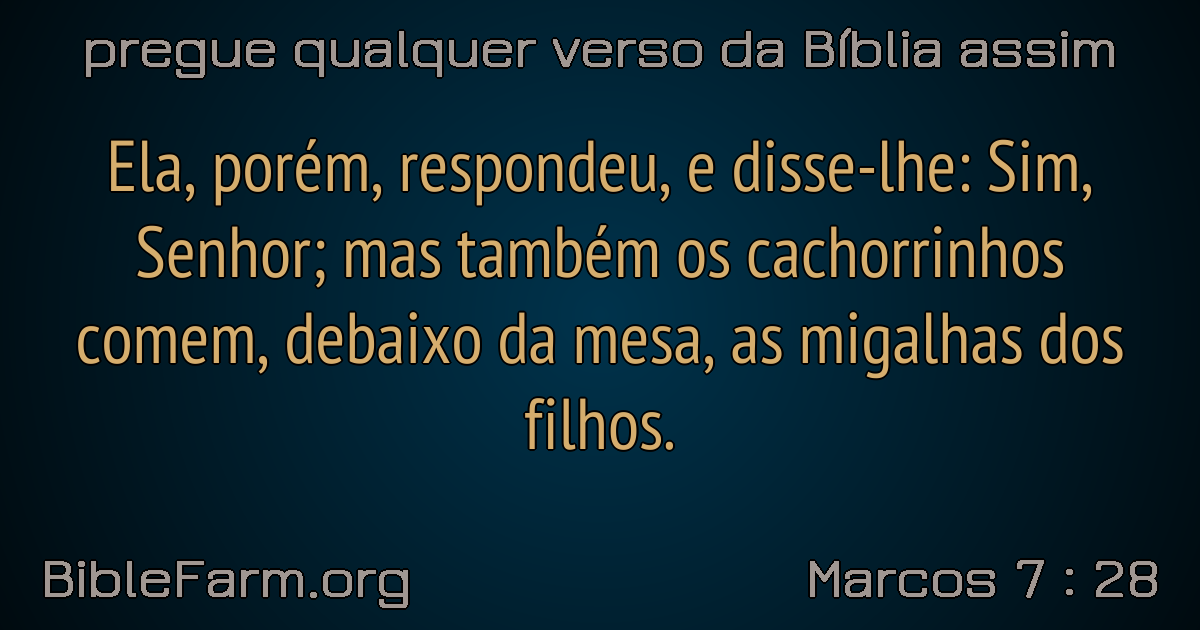 pregue qualquer verso da Bíblia assim
Ela, porém, respondeu, e disse-lhe: Sim,
Senhor; mas também os cachorrinhos
comem, debaixo da mesa, as migalhas dos
filhos.
BibleFarm.org
Marcos 7 : 28